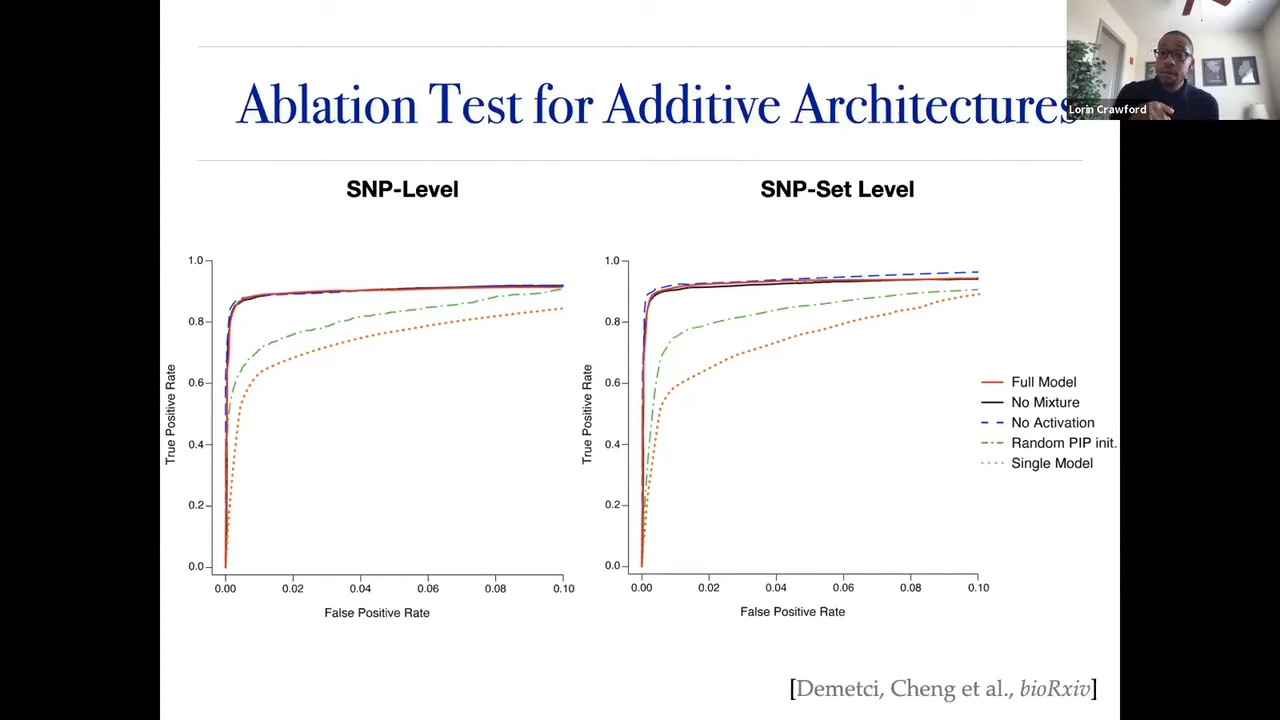 Ablation Test for Additive Architectures
Lorin Crawford
SNP-Level
SNP-Set Level
1.0
0.8
0.6
0.4
0.2
0.0
True Positive Rate
0.00
0.02
0.04
0.06
0.08
0.10
False Positive Rate
1.0
0.8
0.6
0.4
0.2
0.0
True Positive Rate
0.00
0.02
0.04
0.06
0.08
0.10
False Positive Rate
Full Model
No Mixture
No Activation
Random PIP init.
Single Model
[Demetci, Cheng et al., bioRxiv]